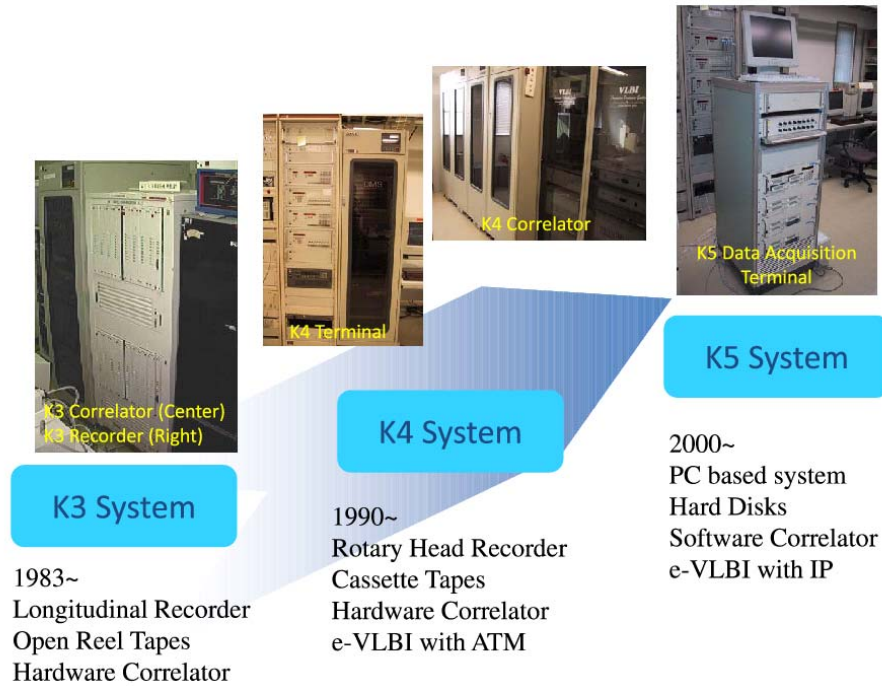 K3 Correlator (Center)
K3 Recorder (Right)
K3 System
1983~
Longitudinal Recorder
Open Reel Tapes
Hardware Correlator
K4 Terminal
VLBI
K4 Correlator
K4 System
1990~
Rotary Head Recorder
Cassette Tapes
Hardware Correlator
e-VLBI with ATM
K5 Data Acquisition
Terminal
K5 System
2000~
PC based system
Hard Disks
Software Correlator
e-VLBI with IP